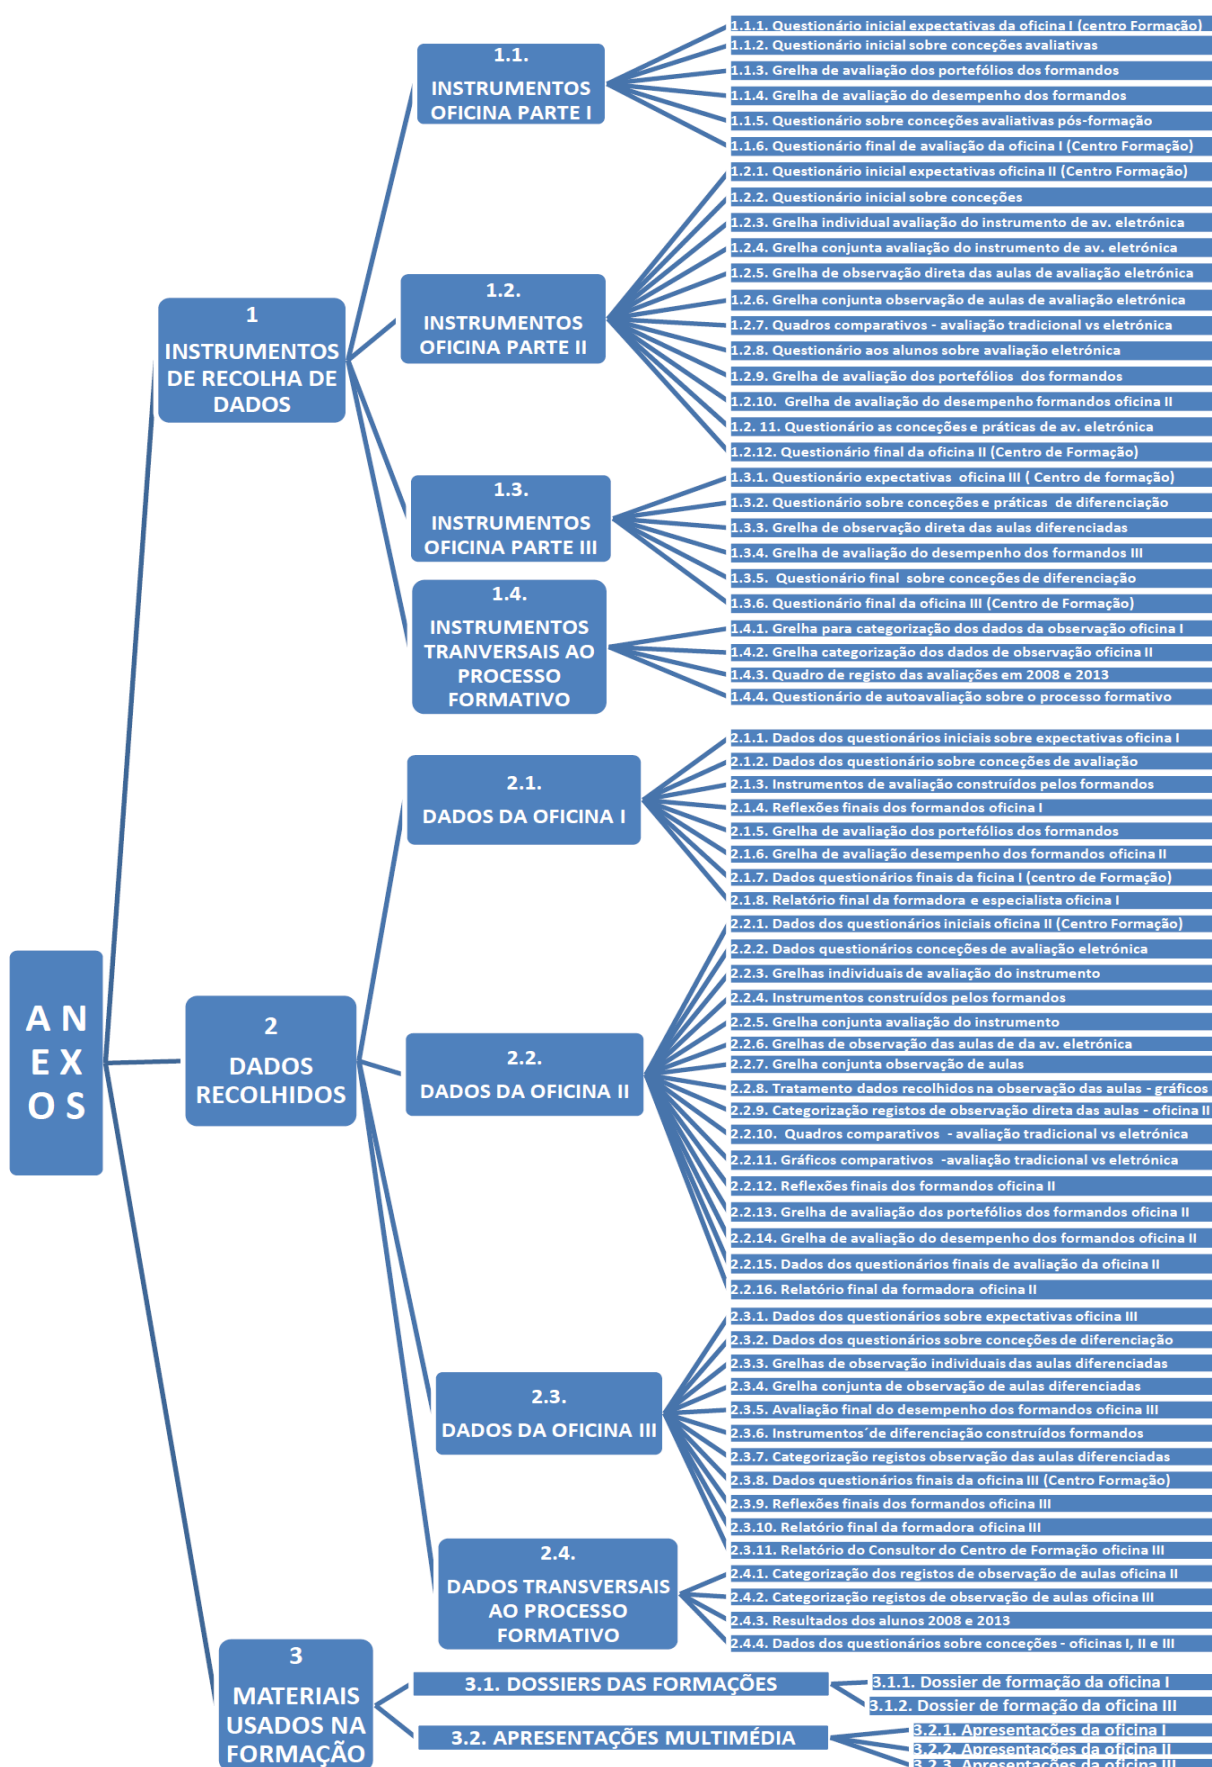 A N
E X
O S
1
INSTRUMENTOS
DE RECOLHA DE
DADOS
1.1.
INSTRUMENTOS
OFICINA PARTE I
1.1.1. Questionário inicial expectativas da oficina I (centro Formação)
1.1.2. Questionário inicial sobre conceções avaliativas
1.1.3. Grelha de avaliação dos portefólios dos formandos
1.1.4. Grelha de avaliação do desempenho dos formandos
1.1.5. Questionário sobre conceções avaliativas pós-formação
1.1.6. Questionário final de avaliação da oficina I (Centro Formação)
1.2.
INSTRUMENTOS
OFICINA PARTE II
1.2.1. Questionário inicial expectativas oficina II (Centro Formação)
1.2.2. Questionário inicial sobre conceções
1.2.3. Grelha individual avaliação do instrumento de av. eletrónica
1.2.4. Grelha conjunta avaliação do instrumento de av. eletrónica
1.2.5. Grelha de observação direta das aulas de avaliação eletrónica
1.2.6. Grelha conjunta observação de aulas de avaliação eletrónica
1.2.7. Quadros comparativos - avaliação tradicional vs eletrónica
1.2.8. Questionário aos alunos sobre avaliação eletrónica
1.2.9. Grelha de avaliação dos portefólios dos formandos
1.2.10. Grelha de avaliação do desempenho formandos oficina II
1.2. 11. Questionário as conceções e práticas de av. eletrónica
1.2.12. Questionário final da oficina II (Centro de Formação)
1.3.
INSTRUMENTOS
OFICINA PARTE III
1.3.1. Questionário expectativas oficina III ( Centro de formação)
1.3.2. Questionário sobre conceções e práticas de diferenciação
1.3.3. Grelha de observação direta das aulas diferenciadas
1.3.4. Grelha de avaliação do desempenho dos formandos III
1.3.5. Questionário final sobre conceções de diferenciação
1.3.6. Questionário final da oficina III (Centro de Formação)
1.4.
INSTRUMENTOS
TRANVERSAIS AO
PROCESSO
FORMATIVO
1.4.1. Grelha para categorização dos dados da observação oficina I
1.4.2. Grelha categorização dos dados de observação oficina II
1.4.3. Quadro de registo das avaliações em 2008 e 2013
1.4.4. Questionário de autoavaliação sobre o processo formativo
2
DADOS
RECOLHIDOS
2.1.
DADOS DA OFICINA I
2.1.1. Dados dos questionários iniciais sobre expectativas oficina I
2.1.2. Dados dos questionário sobre conceções de avaliação
2.1.3. Instrumentos de avaliação construídos pelos formandos
2.1.4. Reflexões finais dos formandos oficina I
2.1.5. Grelha de avaliação dos portefólios dos formandos
2.1.6. Grelha de avaliação desempenho dos formandos oficina II
2.1.7. Dados questionários finais da ficina I (centro de Formação)
2.1.8. Relatório final da formadora e especialista oficina I
2.2.
DADOS DA OFICINA II
2.2.1. Dados dos questionários iniciais oficina II (Centro Formação)
2.2.2. Dados questionários conceções de avaliação eletrónica
2.2.3. Grelhas individuais de avaliação do instrumento
2.2.4. Instrumentos construídos pelos formandos
2.2.5. Grelha conjunta avaliação do instrumento
2.2.6. Grelhas de observação das aulas de da av. eletrónica
2.2.7. Grelha conjunta observação de aulas
2.2.8. Tratamento dados recolhidos na observação das aulas - gráficos
2.2.9. Categorização registos de observação direta das aulas - oficina II
2.2.10. Quadros comparativos - avaliação tradicional vs eletrónica
2.2.11. Gráficos comparativos -avaliação tradicional vs eletrónica
2.2.12. Reflexões finais dos formandos oficina II
2.2.13. Grelha de avaliação dos portefólios dos formandos oficina II
2.2.14. Grelha de avaliação do desempenho dos formandos oficina II
2.2.15. Dados dos questionários finais de avaliação da oficina II
2.2.16. Relatório final da formadora oficina II
2.3.
DADOS DA OFICINA III
2.3.1. Dados dos questionários sobre expectativas oficina III
2.3.2. Dados dos questionários sobre conceções de diferenciação
2.3.3. Grelhas de observação individuais das aulas diferenciadas
2.3.4. Grelha conjunta de observação de aulas diferenciadas
2.3.5. Avaliação final do desempenho dos formandos oficina III
2.3.6. Instrumentos´de diferenciação construídos formandos
2.3.7. Categorização registos observação das aulas diferenciadas
2.3.8. Dados questionários finais da oficina III (Centro Formação)
2.3.9. Reflexões finais dos formandos oficina III
2.3.10. Relatório final da formadora oficina III
2.3.11. Relatório do Consultor do Centro de Formação oficina III
2.4.
DADOS TRANSVERSAIS
AO PROCESSO
FORMATIVO
2.4.1. Categorização dos registos de observação de aulas oficina II
2.4.2. Categorização registos de observação de aulas oficina III
2.4.3. Resultados dos alunos 2008 e 2013
2.4.4. Dados dos questionários sobre conceções - oficinas I, II e III
3
MATERIAIS
USADOS NA
FORMAÇÃO
3.1. DOSSIERS DAS FORMAÇÕES
3.1.1. Dossier de formação da oficina I
3.1.2. Dossier de formação da oficina III
3.2. APRESENTAÇÕES MULTIMÉDIA
3.2.1. Apresentações da oficina I
3.2.2. Apresentações da oficina II
3.2.3. Apresentações da oficina III